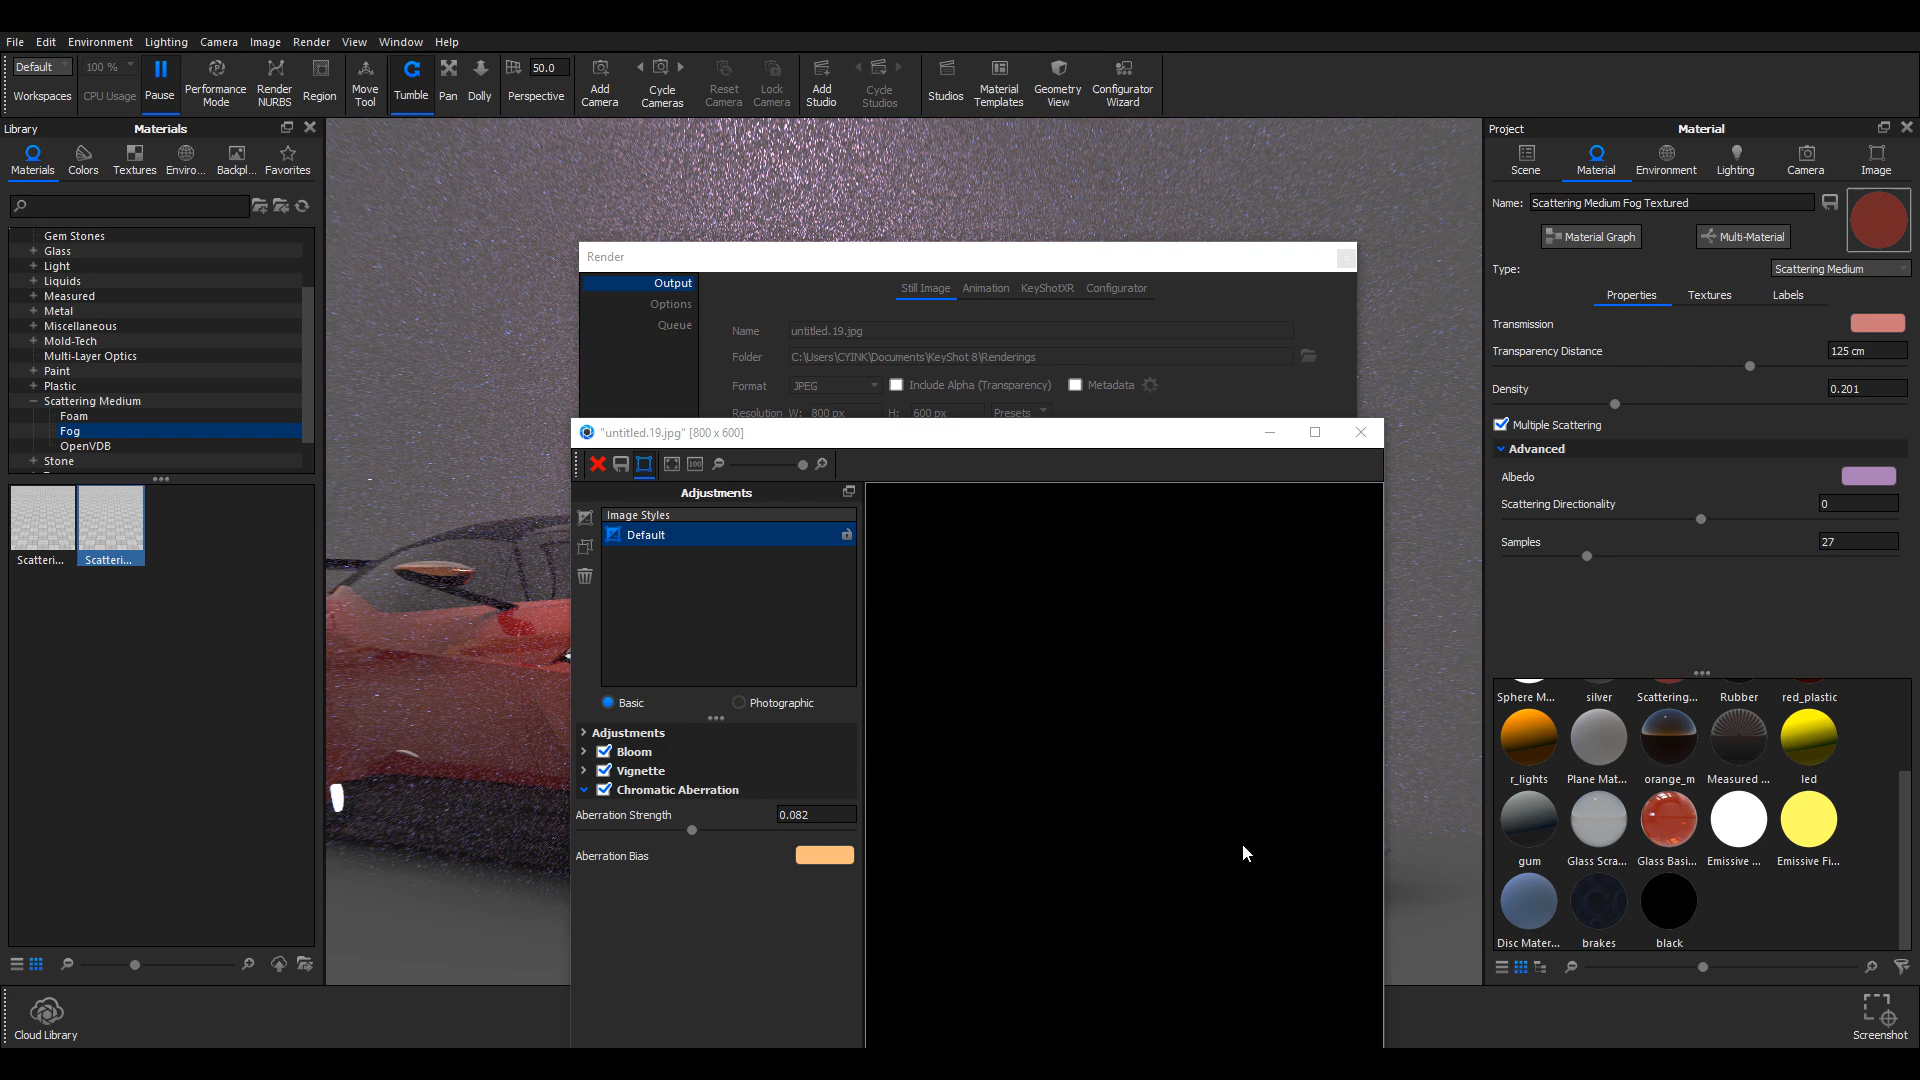 File Edit Environment Lighting Camera Image Render View Window Help
Default 100 % 50.0
Workspaces CPU Usage Pause Performance Mode Render NURBS Region Move Tool Tumble Pan Dolly Perspective Add Camera Cycle Cameras Reset Camera Lock Camera Add Studio Cycle Studios Studios Material Templates Geometry View Configurator Wizard
Library Materials
Materials Colors Textures Enviro... Backpl... Favorites
Gem Stones
Glass
Light
Liquids
Measured
Metal
Miscellaneous
Mold-Tech
Multi-Layer Optics
Paint
Plastic
Scattering Medium
Foam
Fog
OpenVDB
Stone
Scatteri... Scatteri...
Cloud Library
Render
Output
Options
Queue
Still Image Animation KeyShotXR Configurator
Name untitled.19.jpg
Folder C:\Users\CYINK\Documents\KeyShot 8\Renderings
Format JPEG Include Alpha (Transparency) Metadata
Resolution W: 800 px H: 600 px Presets
"untitled.19.jpg" [800 x 600]
100
Adjustments
Image Styles
Default
Basic Photographic
Adjustments
Bloom
Vignette
Chromatic Aberration
Aberration Strength 0.082
Aberration Bias
Project Material
Scene Material Environment Lighting Camera Image
Name: Scattering Medium Fog Textured
Material Graph Multi-Material
Type: Scattering Medium
Properties Textures Labels
Transmission
Transparency Distance 125 cm
Density 0.201
Multiple Scattering
Advanced
Albedo
Scattering Directionality 0
Samples 27
Sphere M... silver Scattering... Rubber red_plastic
r_lights Plane Mat... orange_m Measured ... led
gum Glass Scra... Glass Basi... Emissive ... Emissive Fi...
Disc Mater... brakes black
Screenshot